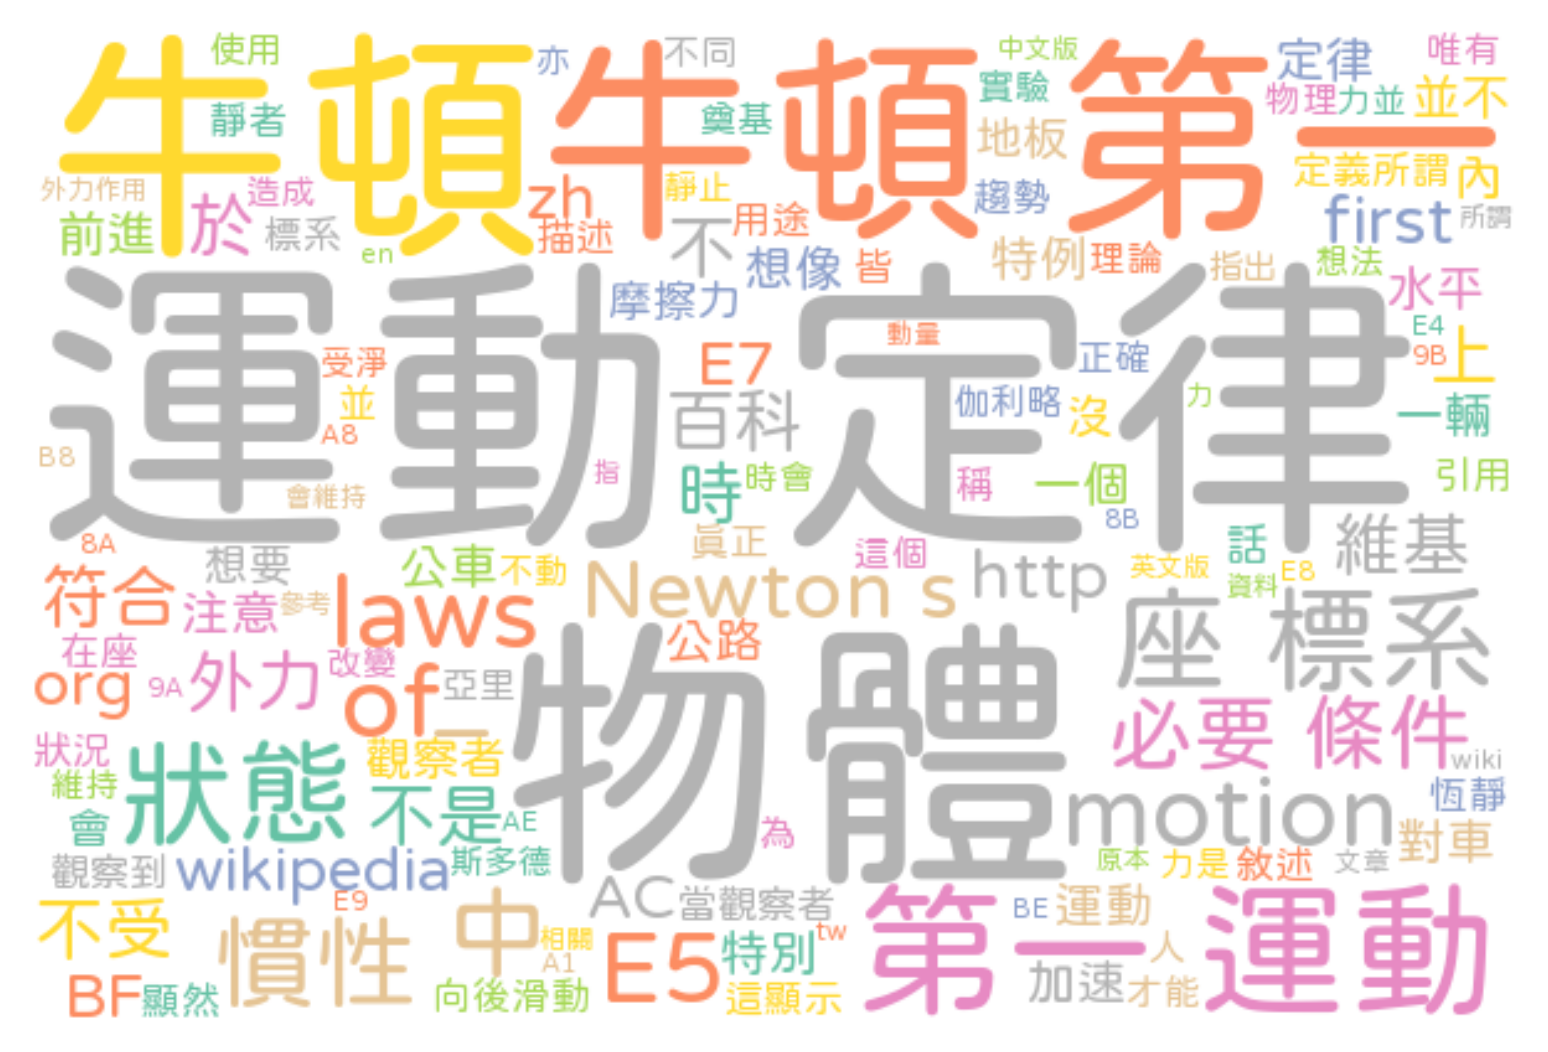 使用
亦
不同
中文版
定律
唯有
牛頓
牛頓第一
靜者
奠基
實驗
物理
力並
並不
地板
定義所謂
內
外力作用
造成
zh
靜止
趨勢
first
所謂
前進
於
標系
en
描述
不
用途
想像
皆
特例
理論
指出
想法
水平
摩擦力
運動定律
動量
E4
9B
上
受淨
E7
正確
並
百科
伽利略
沒
力
一輛
A8
B8
指
時
時會
稱
一個
引用
會維持
8B
8A
想要
公車
不動
真正
這個
http
英文版
話
維基
資料
E8
符合
注意
參考
laws
Newton s
座標系
在座
org
9A
外力
改變
of_
亞里
公路
物體
必要條件
狀況
維持
狀態
觀察者
wiki
會
不是
AE
為
motion
恆靜
對車
觀察到
wikipedia
斯多德
原本
力是
敘述
文章
不受
E9
慣性
中
AC
當觀察者
第一運動
BE
運動
相關
A1
E5
特別
tw
人
BF
顯然
向後滑動
這顯示
加速
才能